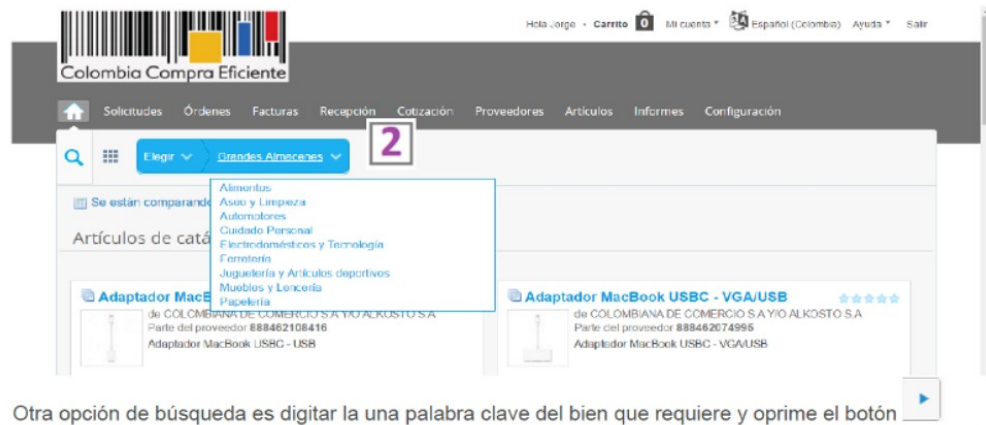 Hola Jorge • Carrito 0 Mi cuenta Español (Colombia) Ayuda Salir
Colombia Compra Eficiente
Solicitudes Órdenes Facturas Recepción Cotización Proveedores Artículos Informes Configuración
2
Elegir Grandes Almacenes
Alimentos
Se están comparando Aseo y Limpieza
Automotores
Cuidado Personal
Artículos de catá
Electrodomésticos y Tecnología
Ferretería
Juguetería y Artículos deportivos
Muebles y Lencería
Papelería
Adaptador MacB
de COLOMBIANA DE COMERCIO S A Y/O ALKOSTO S A
Parte del proveedor 888462108416
Adaptador MacBook USBC - USB
Adaptador MacBook USBC - VGA/USB
de COLOMBIANA DE COMERCIO S A Y/O ALKOSTO S A
Parte del proveedor 888462074995
Adaptador MacBook USBC - VGA/USB
Otra opción de búsqueda es digitar la una palabra clave del bien que requiere y oprime el botón